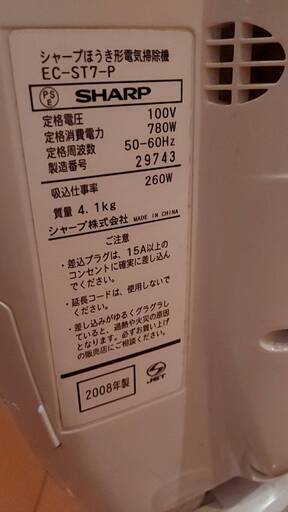 シャープほうき形電気掃除機
EC-ST7-P
PS
E
SHARP
定格電圧 100V
定格消費電力 780W
定格周波数 50-60Hz
製造番号 29743
吸込仕事率 260W
質量 4.1kg
シャープ株式会社 MADE IN CHINA
ご注意
・差込プラグは、15A以上の
コンセントに確実に差し込ん
でください。
・延長コードは、使用しないで
ください。
・差し込みがゆるくグラグラし
ていると、過熱や火災の原因
となります。必ずお買い上げ
の販売店にご相談ください。
2008年製
JET